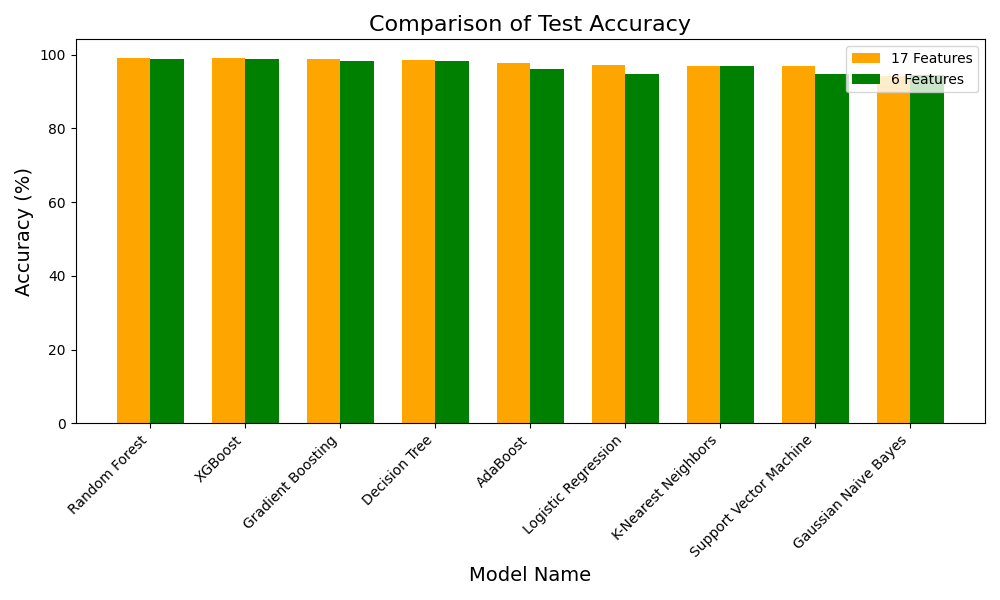 Comparison of Test Accuracy
17 Features
6 Features
Accuracy (%)
100
80
60
40
20
0
Random Forest
XGBoost
Gradient Boosting
Decision Tree
AdaBoost
Logistic Regression
K-Nearest Neighbors
Support Vector Machine
Gaussian Naive Bayes
Model Name